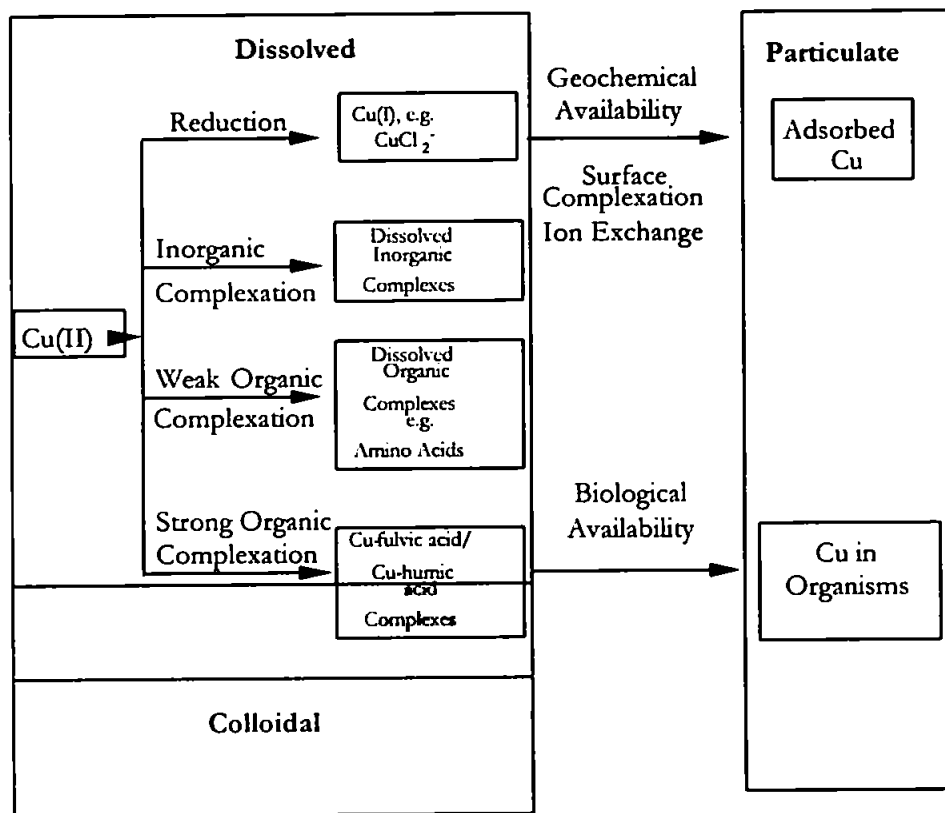 Dissolved
Reduction
Cu(I), e.g.
CuCl₂⁻
Inorganic
Complexation
Dissolved
Inorganic
Complexes
Cu(II)
Weak Organic
Complexation
Dissolved
Organic
Complexes
e.g.
Amino Acids
Strong Organic
Complexation
Cu-fulvic acid/
Cu-humic
acid
Complexes
Colloidal
Geochemical
Availability
Surface
Complexation
Ion Exchange
Biological
Availability
Particulate
Adsorbed
Cu
Cu in
Organisms